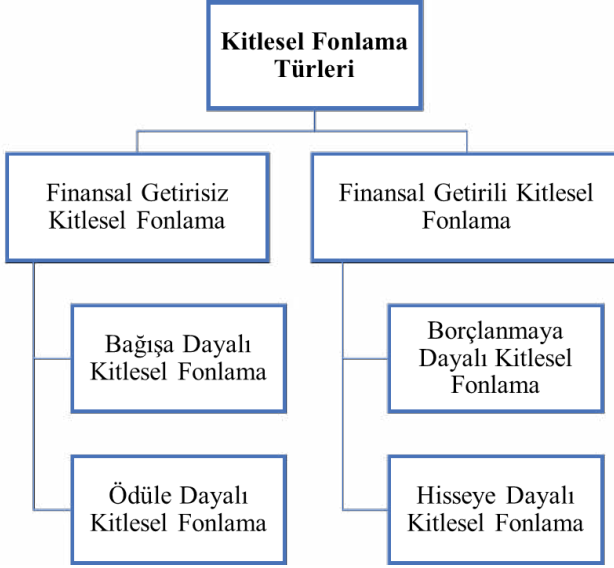 Kitlesel Fonlama
Türleri
Finansal Getirisiz
Kitlesel Fonlama
Finansal Getirili Kitlesel
Fonlama
Bağışa Dayalı
Kitlesel Fonlama
Borçlanmaya
Dayalı Kitlesel
Fonlama
Ödüle Dayalı
Kitlesel Fonlama
Hisseye Dayalı
Kitlesel Fonlama